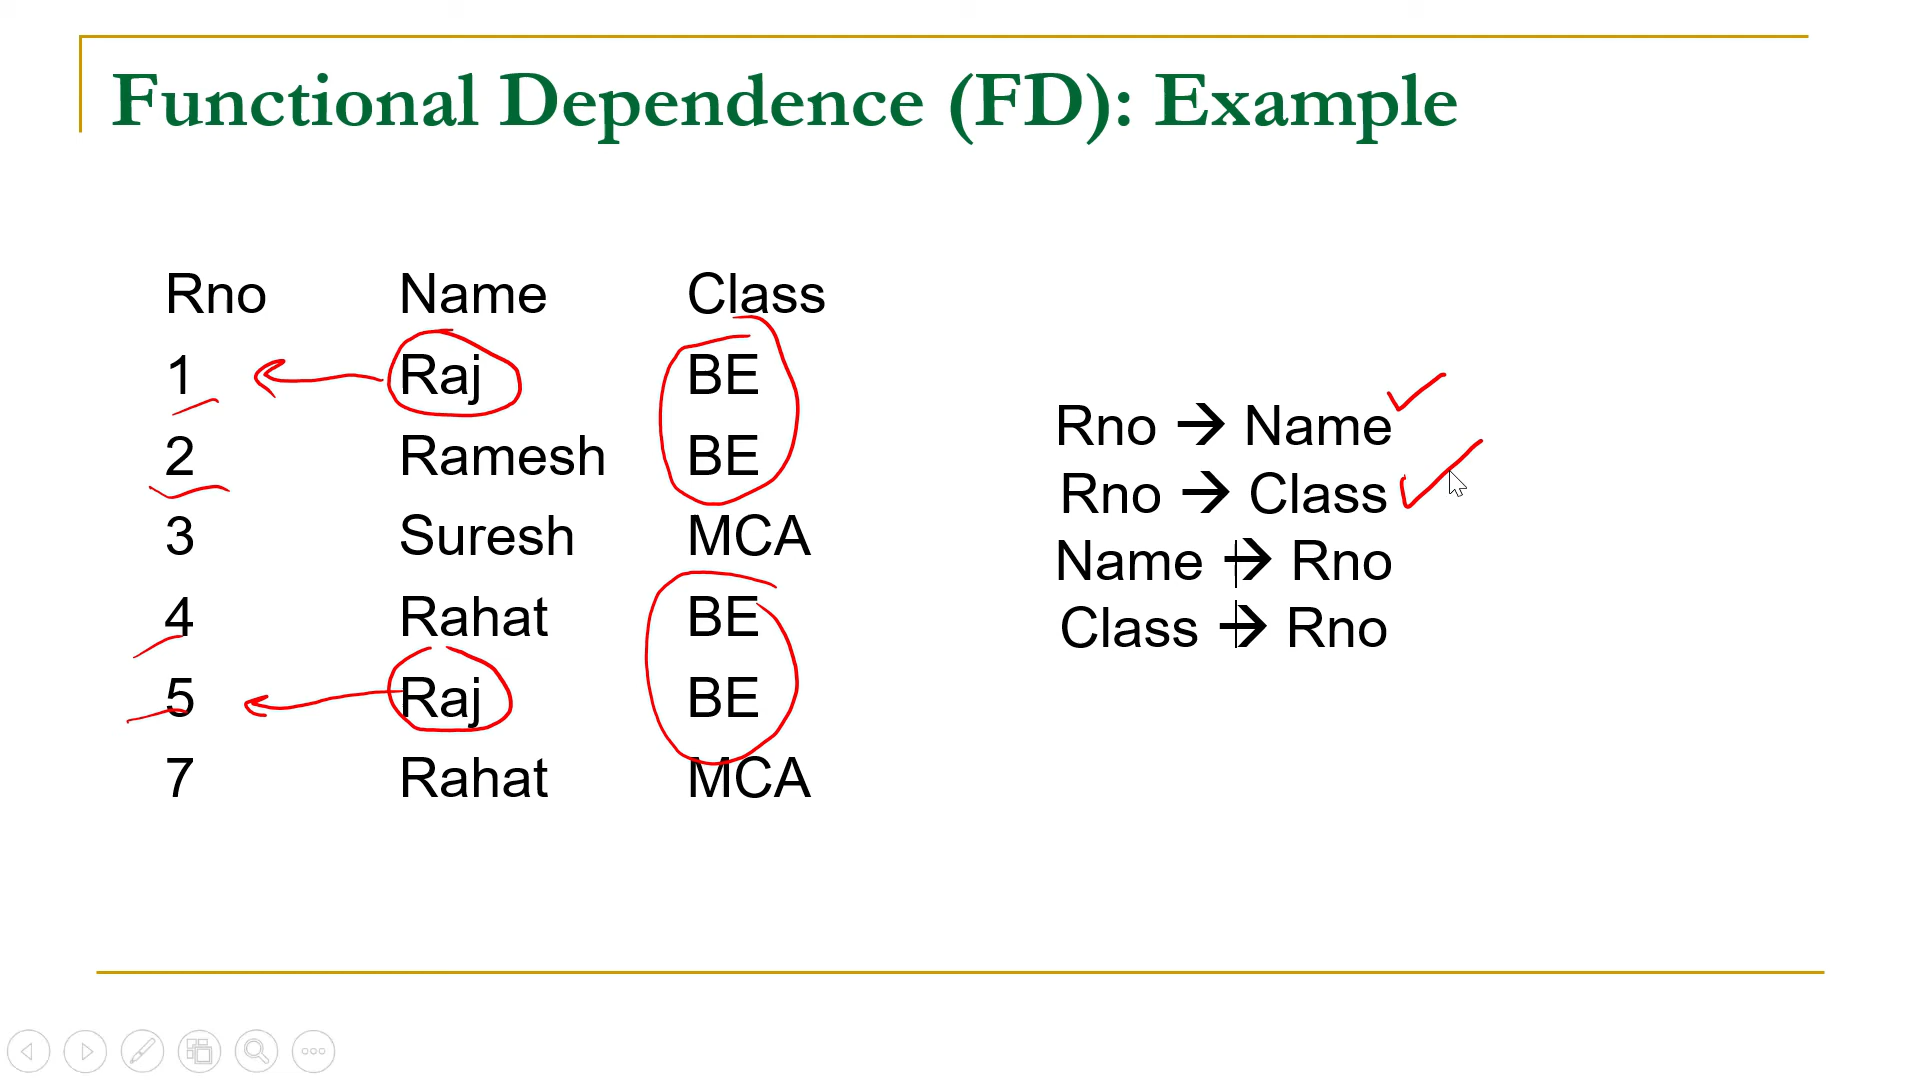 Functional Dependence (FD): Example
Rno Name Class
1 Raj BE
2 Ramesh BE
3 Suresh MCA
4 Rahat BE
5 Raj BE
7 Rahat MCA
Rno → Name
Rno → Class
Name ↛ Rno
Class ↛ Rno